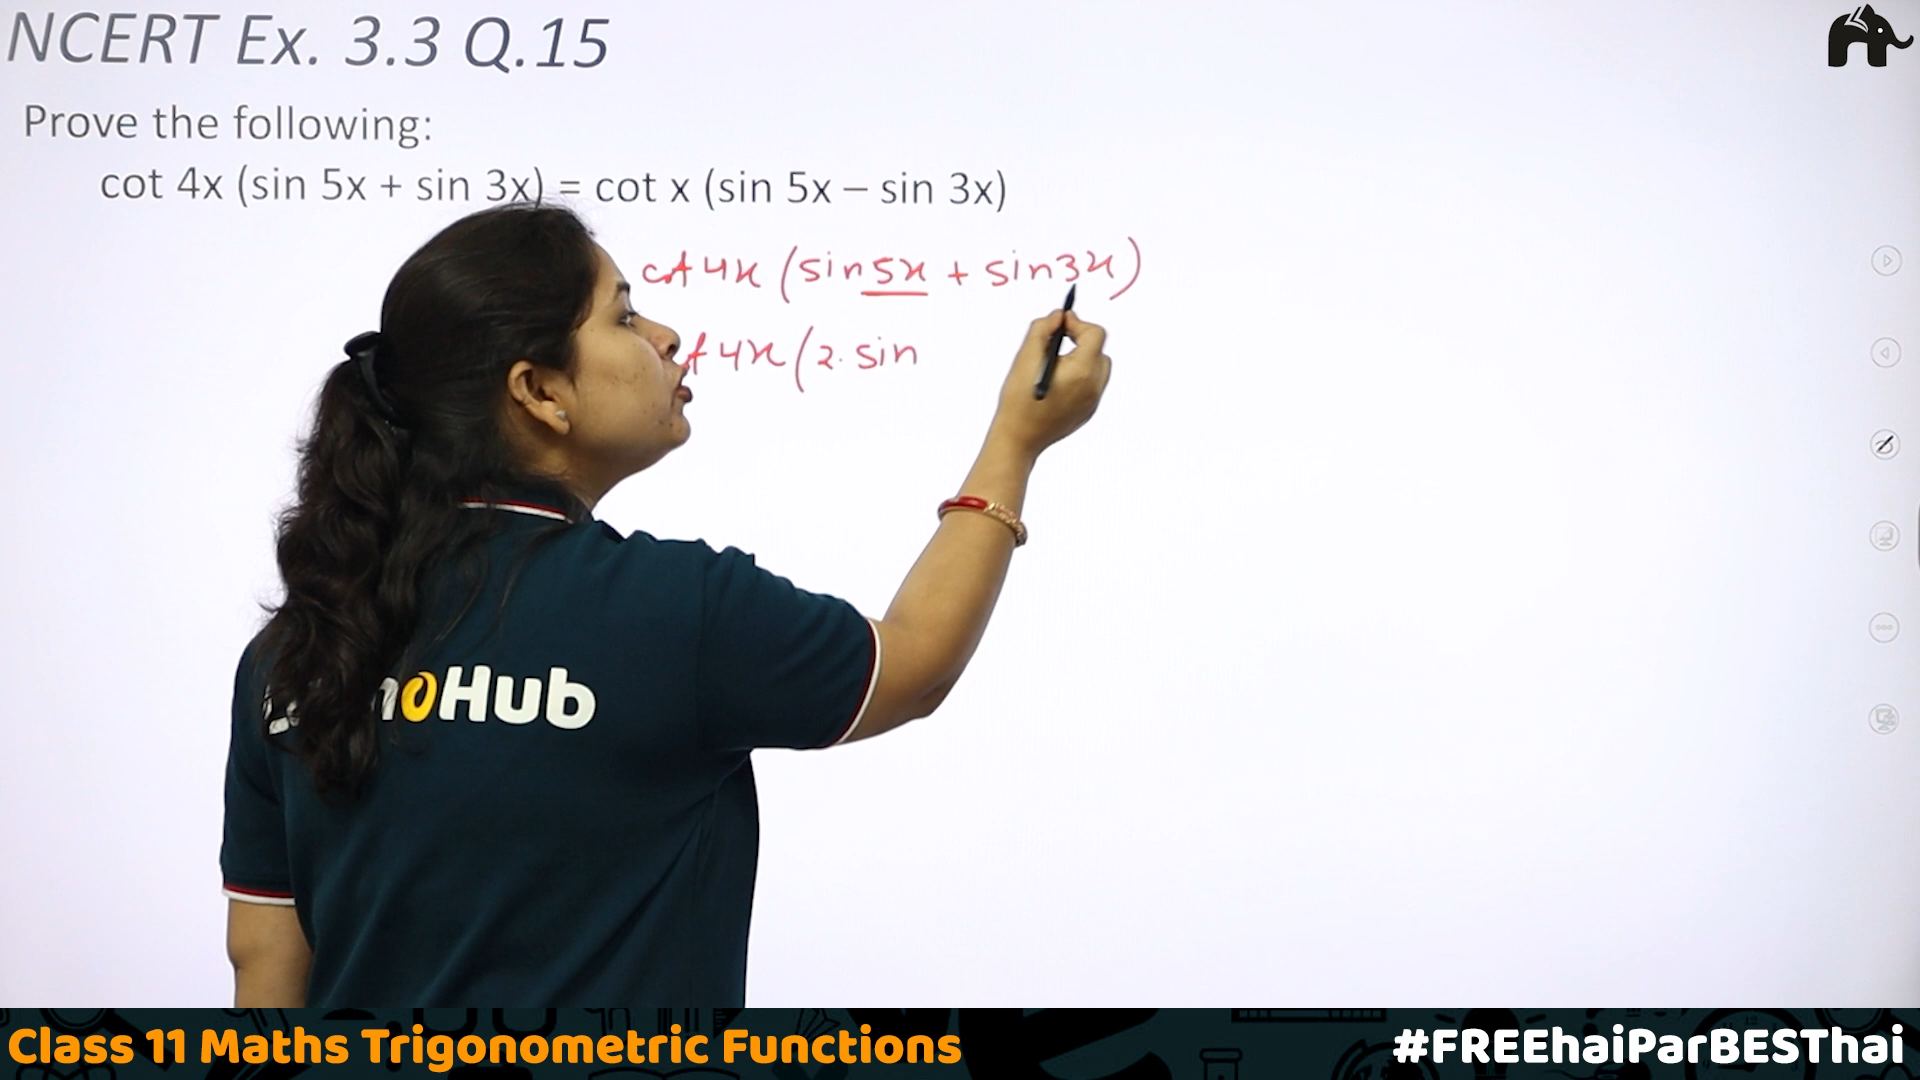 NCERT Ex. 3.3 Q.15
Prove the following:
cot 4x (sin 5x + sin 3x) = cot x (sin 5x – sin 3x)
cot 4x (sin 5x + sin 3x)
4x (2. sin
noHub
Class 11 Maths Trigonometric Functions
#FREEhaiParBESThai